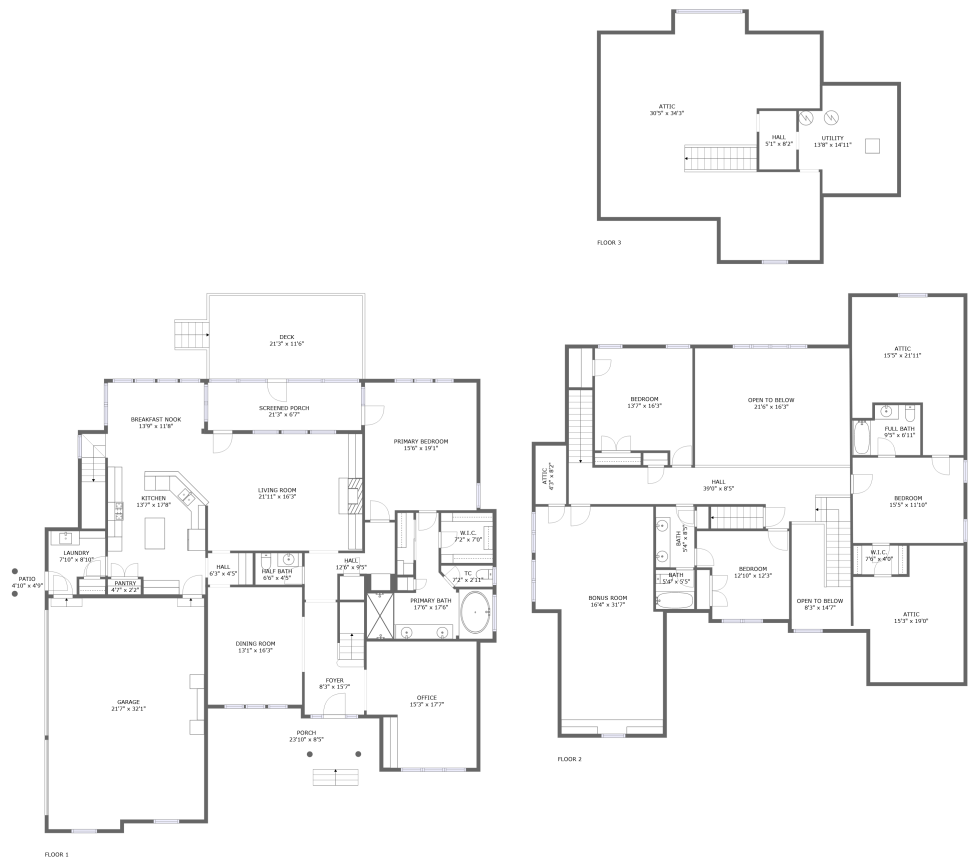 ATTIC
30'5" x 34'3"
HALL
5'1" x 8'2"
UTILITY
13'8" x 14'11"
FLOOR 3
DECK
21'3" x 11'6"
SCREENED PORCH
21'3" x 6'7"
BREAKFAST NOOK
13'9" x 11'8"
PRIMARY BEDROOM
15'6" x 19'1"
LIVING ROOM
21'11" x 16'3"
KITCHEN
13'7" x 17'8"
W.I.C.
7'2" x 7'0"
LAUNDRY
7'10" x 8'10"
HALL
6'3" x 4'5"
HALF BATH
6'6" x 4'5"
HALL
12'6" x 9'5"
TC
7'2" x 2'11"
PATIO
4'10" x 4'9"
PANTRY
4'7" x 2'2"
PRIMARY BATH
17'6" x 17'6"
DINING ROOM
13'1" x 16'3"
FOYER
8'3" x 15'7"
OFFICE
15'3" x 17'7"
GARAGE
21'7" x 32'1"
PORCH
23'10" x 8'5"
FLOOR 1
ATTIC
15'5" x 21'11"
BEDROOM
13'7" x 16'3"
OPEN TO BELOW
21'6" x 16'3"
FULL BATH
9'5" x 6'11"
ATTIC
4'3" x 8'2"
HALL
39'0" x 8'5"
BEDROOM
15'5" x 11'10"
BATH
5'4" x 8'5"
W.I.C.
7'6" x 4'0"
BATH
5'4" x 5'5"
BEDROOM
12'10" x 12'3"
BONUS ROOM
16'4" x 31'7"
OPEN TO BELOW
8'3" x 14'7"
ATTIC
15'3" x 19'0"
FLOOR 2